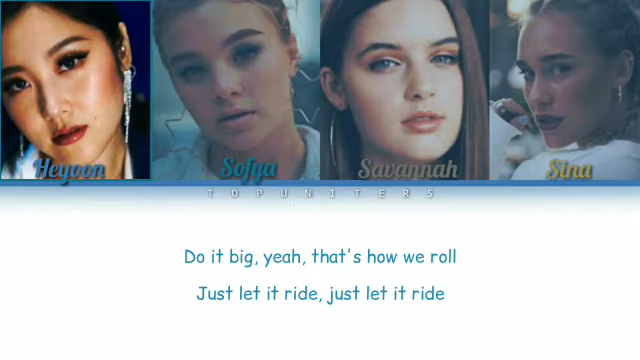 Heyoon Sofya Savannah Sina
T O P U N I T E R S
Do it big, yeah, that's how we roll
Just let it ride, just let it ride